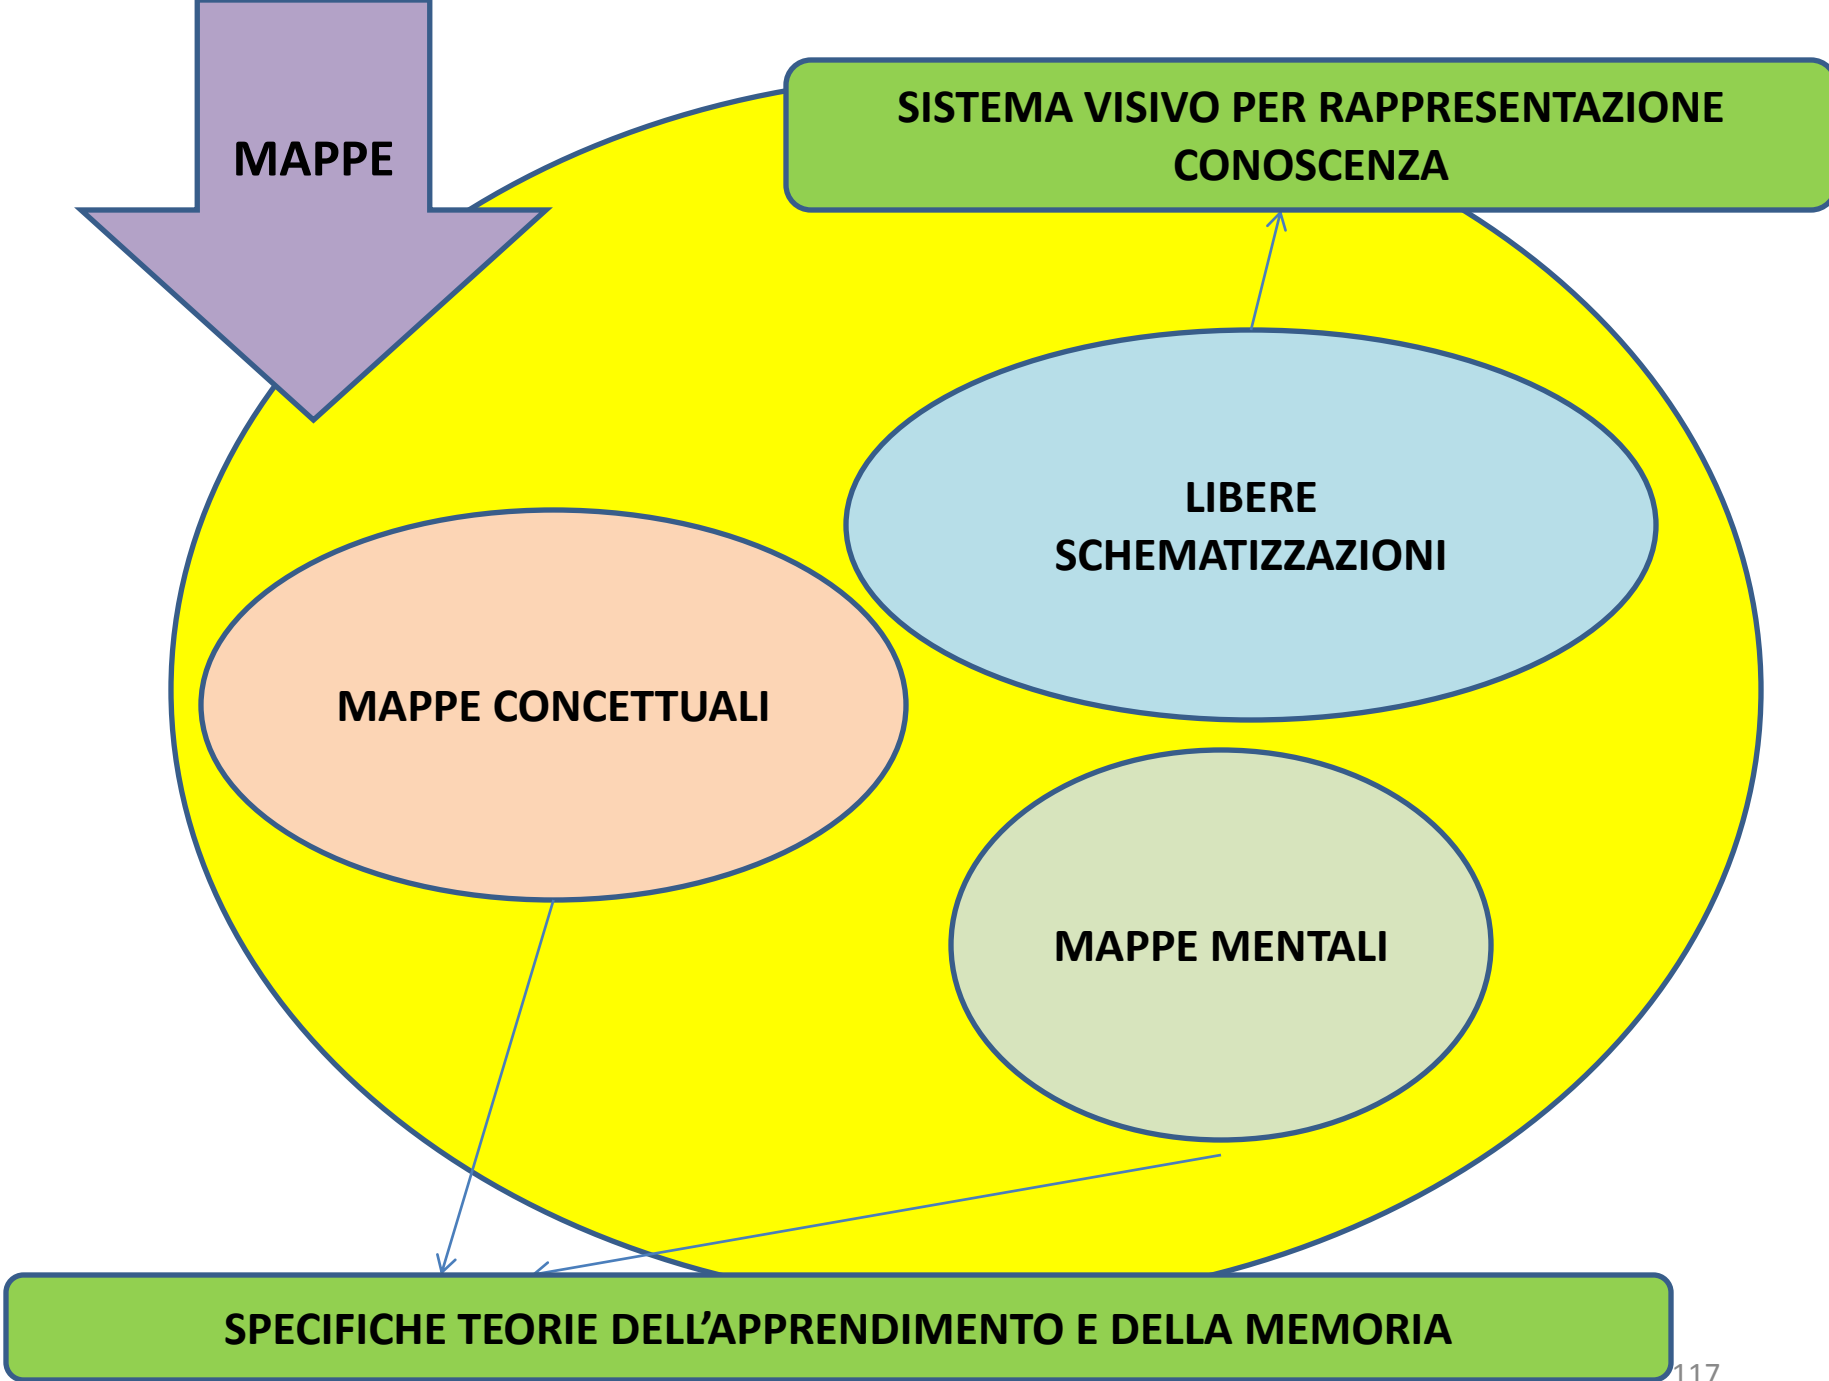 MAPPE
SISTEMA VISIVO PER RAPPRESENTAZIONE
CONOSCENZA
LIBERE
SCHEMATIZZAZIONI
MAPPE CONCETTUALI
MAPPE MENTALI
SPECIFICHE TEORIE DELL’APPRENDIMENTO E DELLA MEMORIA
117